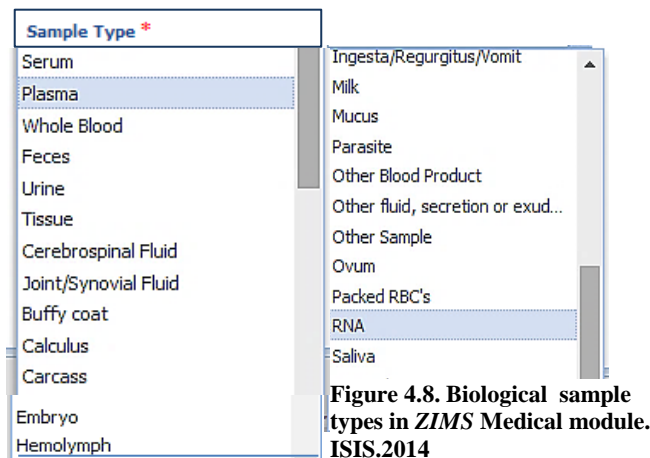 Sample Type *
Serum
Plasma
Whole Blood
Feces
Urine
Tissue
Cerebrospinal Fluid
Joint/Synovial Fluid
Buffy coat
Calculus
Carcass
Embryo
Hemolymph
Ingesta/Regurgitus/Vomit
Milk
Mucus
Parasite
Other Blood Product
Other fluid, secretion or exud...
Other Sample
Ovum
Packed RBC's
RNA
Saliva
Figure 4.8. Biological sample
types in ZIMS Medical module.
ISIS.2014